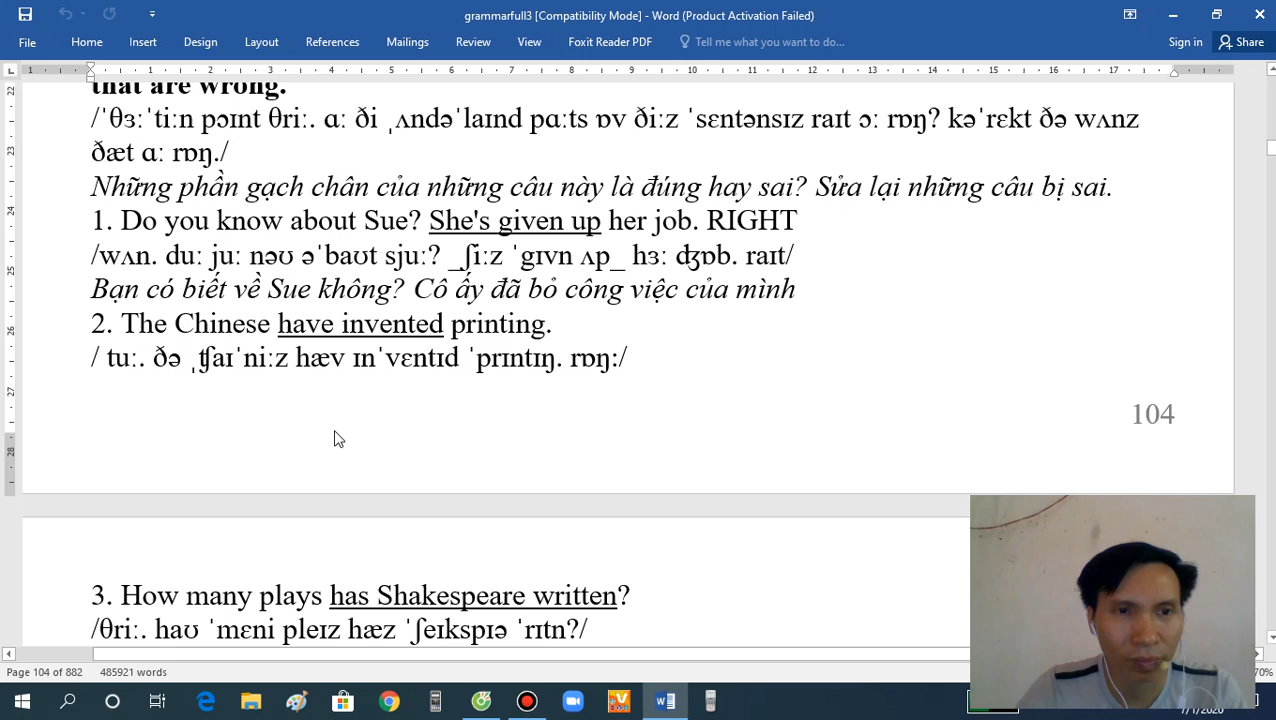 grammarfull3 [Compatibility Mode] - Word (Product Activation Failed)
File Home Insert Design Layout References Mailings Review View Foxit Reader PDF Tell me what you want to do... Sign in Share
that are wrong.
/ˈθɜːˈtiːn pɔɪnt θriː. ɑː ði ˌʌndəˈlaɪnd pɑːts ɒv ðiːz ˈsɛntənsɪz raɪt ɔː rɒŋ? kəˈrɛkt ðə wʌnz
ðæt ɑː rɒŋ./
Những phần gạch chân của những câu này là đúng hay sai? Sửa lại những câu bị sai.
1. Do you know about Sue? She's given up her job. RIGHT
/wʌn. duː juː nəʊ əˈbaʊt sjuː? _ʃiːz ˈgɪvn ʌp_ hɜː ʤɒb. raɪt/
Bạn có biết về Sue không? Cô ấy đã bỏ công việc của mình
2. The Chinese have invented printing.
/ tuː. ðə ˌʧaɪˈniːz hæv ɪnˈvɛntɪd ˈprɪntɪŋ. rɒŋ:/
104
3. How many plays has Shakespeare written?
/θriː. haʊ ˈmɛni pleɪz hæz ˈʃeɪkspɪə ˈrɪtn?/
Page 104 of 882 485921 words
7/1/2020